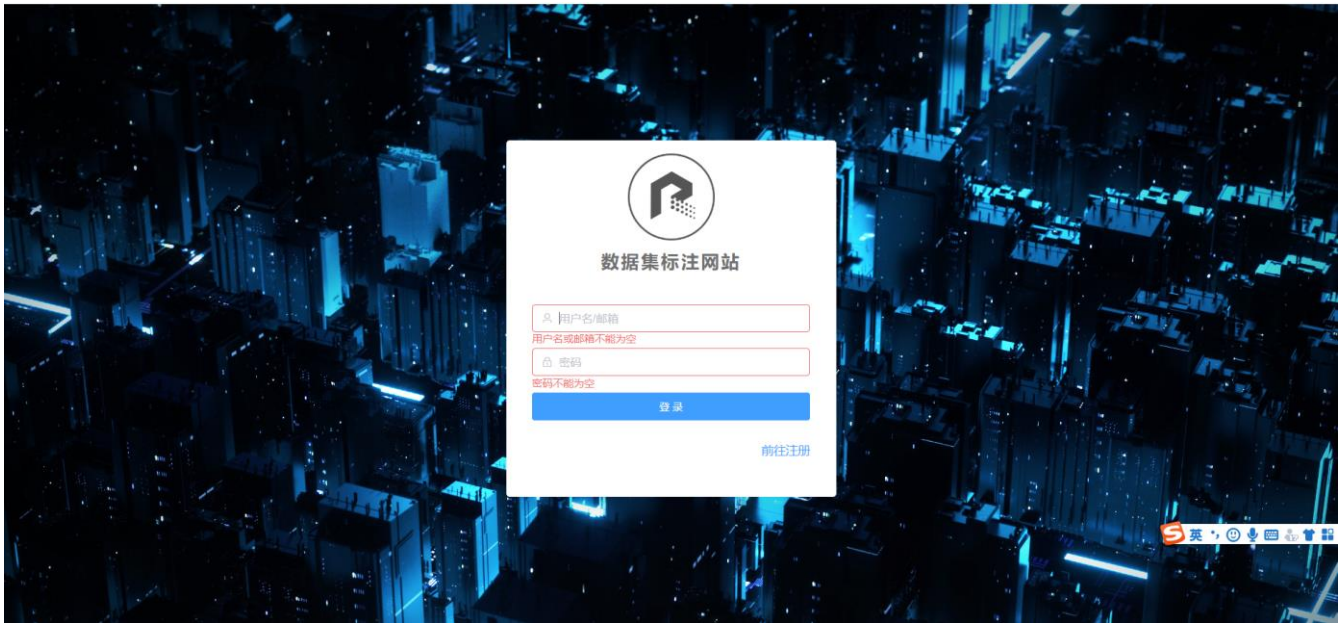 数据集标注网站
用户名/邮箱
用户名或邮箱不能为空
密码
密码不能为空
登录
前往注册
英